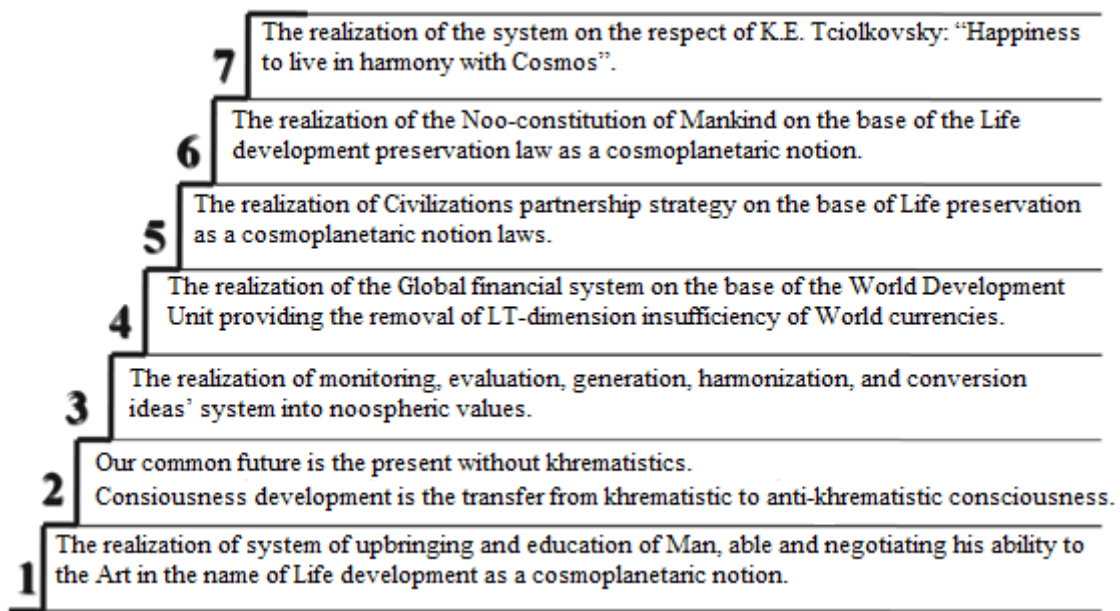 The realization of the system on the respect of K.E. Tciolkovsky: “Happiness
to live in harmony with Cosmos”.
7
The realization of the Noo-constitution of Mankind on the base of the Life
development preservation law as a cosmoplanetaric notion.
6
The realization of Civilizations partnership strategy on the base of Life preservation
as a cosmoplanetaric notion laws.
5
The realization of the Global financial system on the base of the World Development
Unit providing the removal of LT-dimension insufficiency of World currencies.
4
The realization of monitoring, evaluation, generation, harmonization, and conversion
ideas’ system into noospheric values.
3
Our common future is the present without khrematistics.
Consiousness development is the transfer from khrematistic to anti-khrematistic consciousness.
2
The realization of system of upbringing and education of Man, able and negotiating his ability to
the Art in the name of Life development as a cosmoplanetaric notion.
1